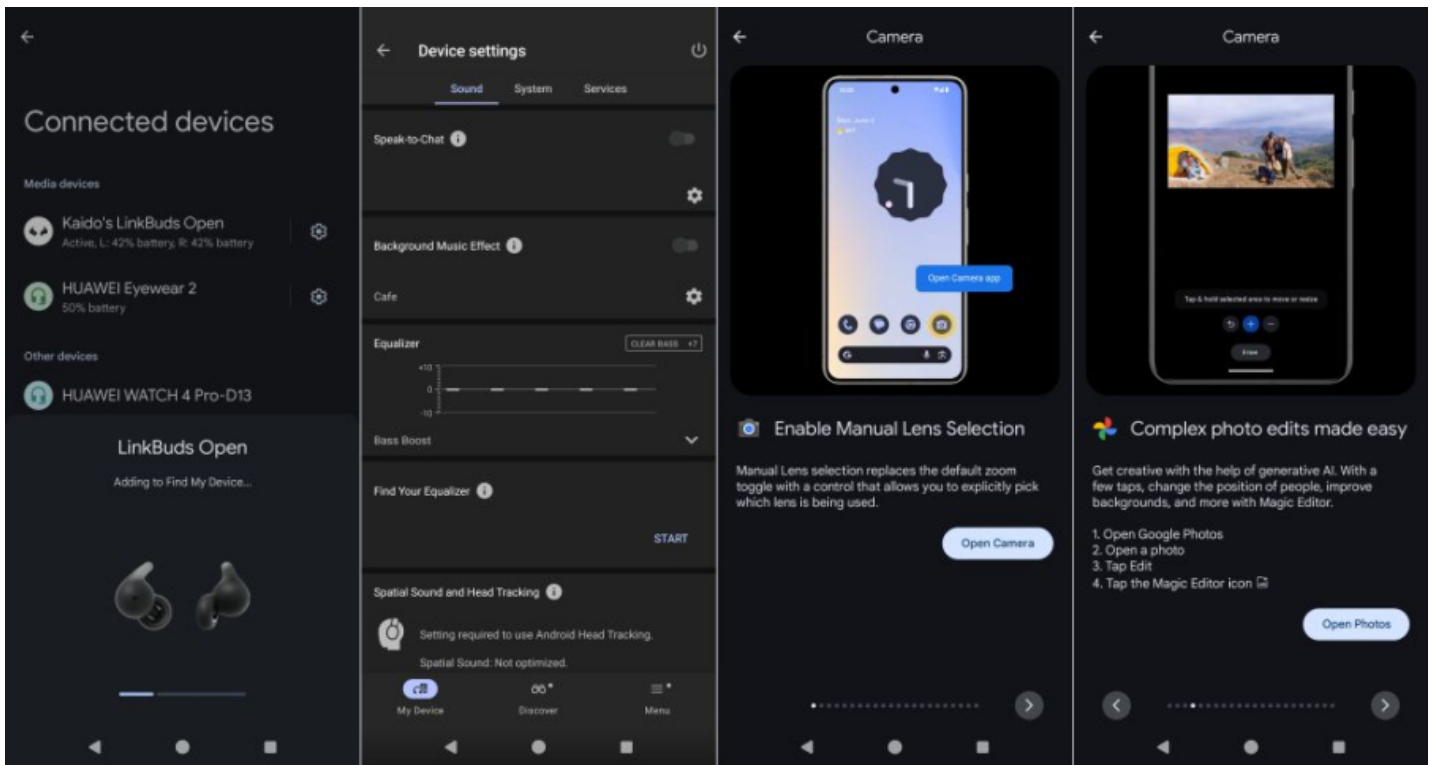 Connected devices
Media devices
Kaido's LinkBuds Open
Active, L: 42% battery, R: 42% battery
HUAWEI Eyewear 2
50% battery
Other devices
HUAWEI WATCH 4 Pro-D13
LinkBuds Open
Adding to Find My Device...
Device settings
Sound System Services
Speak-to-Chat
Background Music Effect
Cafe
Equalizer
CLEAR BASS +7
+10
0
-10
Bass Boost
Find Your Equalizer
START
Spatial Sound and Head Tracking
Setting required to use Android Head Tracking.
Spatial Sound: Not optimized.
My Device Discover Menu
Camera
Open Camera app
G
Enable Manual Lens Selection
Manual Lens selection replaces the default zoom
toggle with a control that allows you to explicitly pick
which lens is being used.
Open Camera
Camera
Tap & hold selected area to move or resize
Erase
Complex photo edits made easy
Get creative with the help of generative AI. With a
few taps, change the position of people, improve
backgrounds, and more with Magic Editor.
1. Open Google Photos
2. Open a photo
3. Tap Edit
4. Tap the Magic Editor icon
Open Photos